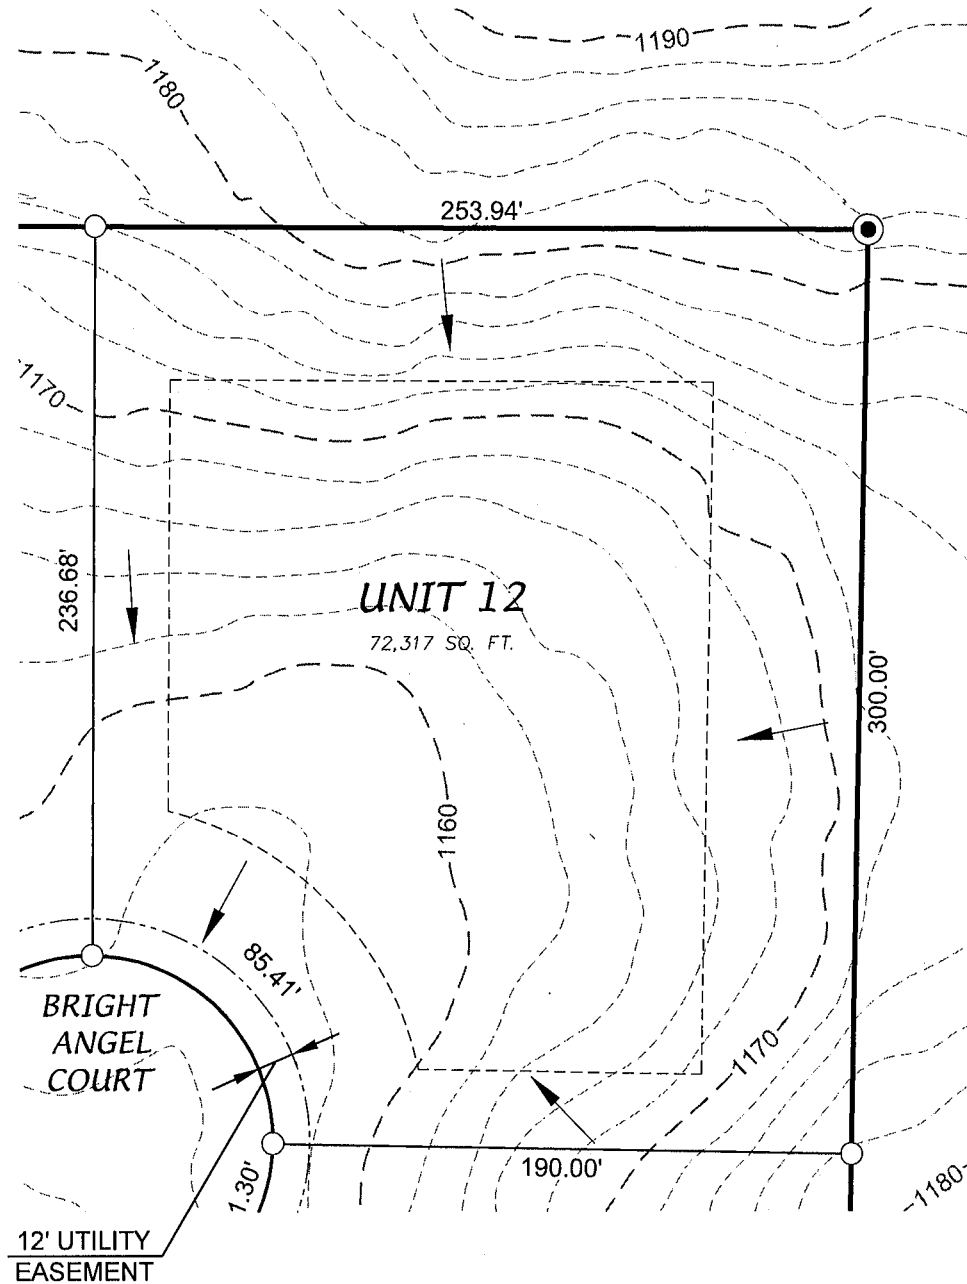 1190
1180
253.94'
1170
236.68'
UNIT 12
72,317 SQ. FT.
300.00'
1160
85.41'
BRIGHT
ANGEL
COURT
1170
190.00'
1.30'
1180
12' UTILITY
EASEMENT